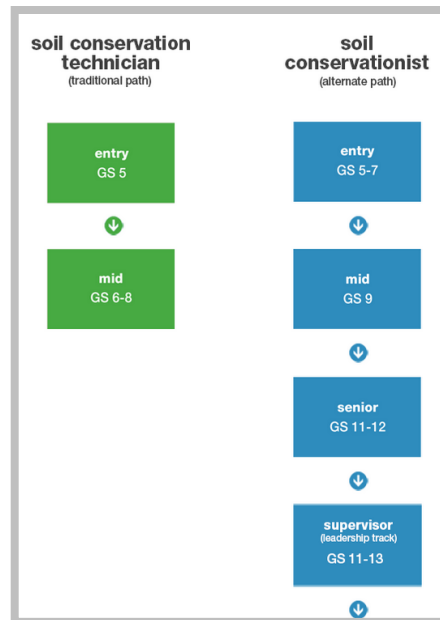 soil conservation
technician
(traditional path)
entry
GS 5
mid
GS 6-8
soil
conservationist
(alternate path)
entry
GS 5-7
mid
GS 9
senior
GS 11-12
supervisor
(leadership track)
GS 11-13